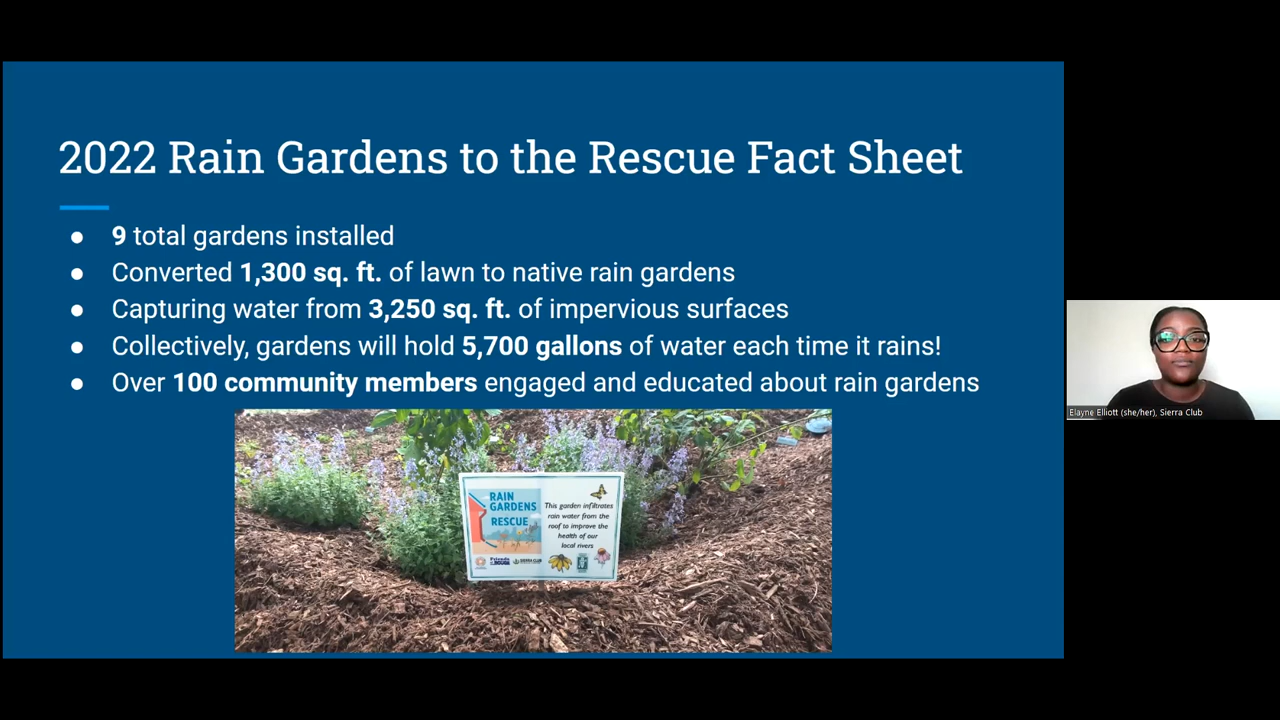 2022 Rain Gardens to the Rescue Fact Sheet
● 9 total gardens installed
● Converted 1,300 sq. ft. of lawn to native rain gardens
● Capturing water from 3,250 sq. ft. of impervious surfaces
● Collectively, gardens will hold 5,700 gallons of water each time it rains!
● Over 100 community members engaged and educated about rain gardens
RAIN
GARDENS
RESCUE
This garden infiltrates
rain water from the
roof to improve the
health of our
local rivers
Friends
SIERRA CLUB
Elayne Elliott (she/her), Sierra Club